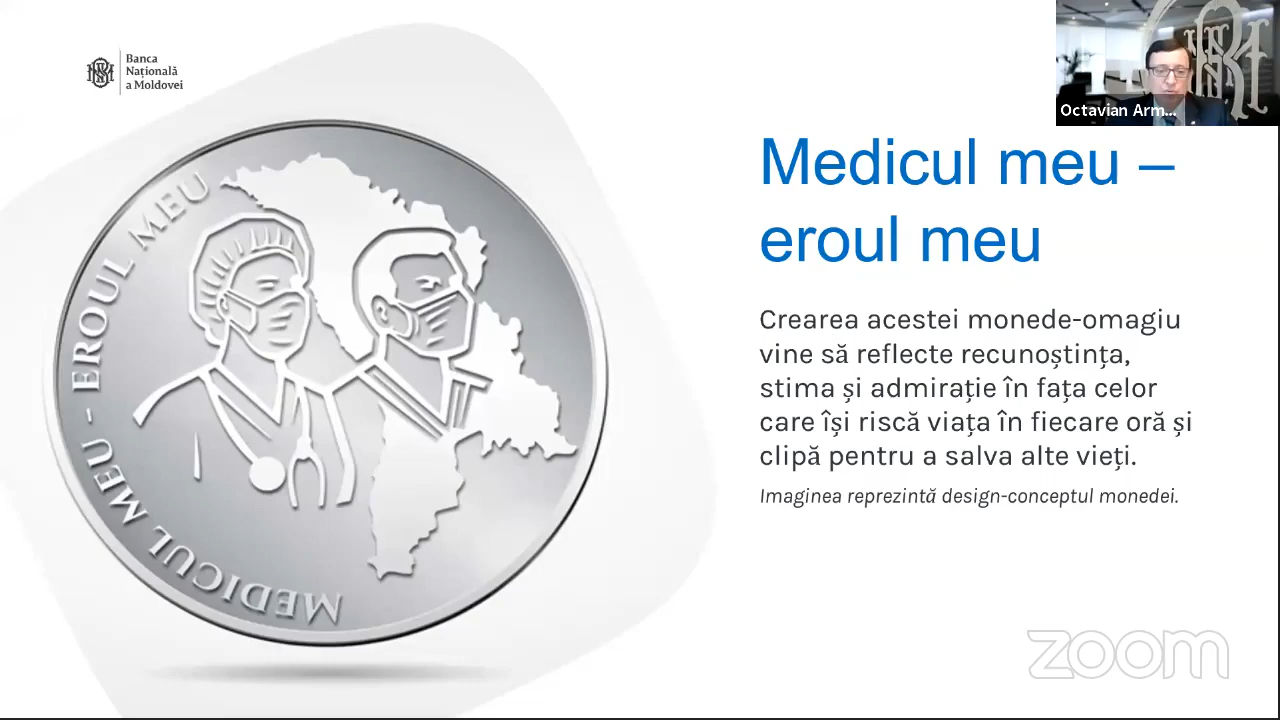 Banca
Națională
a Moldovei
Octavian Arm...
Medicul meu –
eroul meu
Crearea acestei monede-omagiu
vine să reflecte recunoștința,
stima și admirație în fața celor
care își riscă viața în fiecare oră și
clipă pentru a salva alte vieți.
Imaginea reprezintă design-conceptul monedei.
MEDICUL MEU - EROUL MEU
zoom